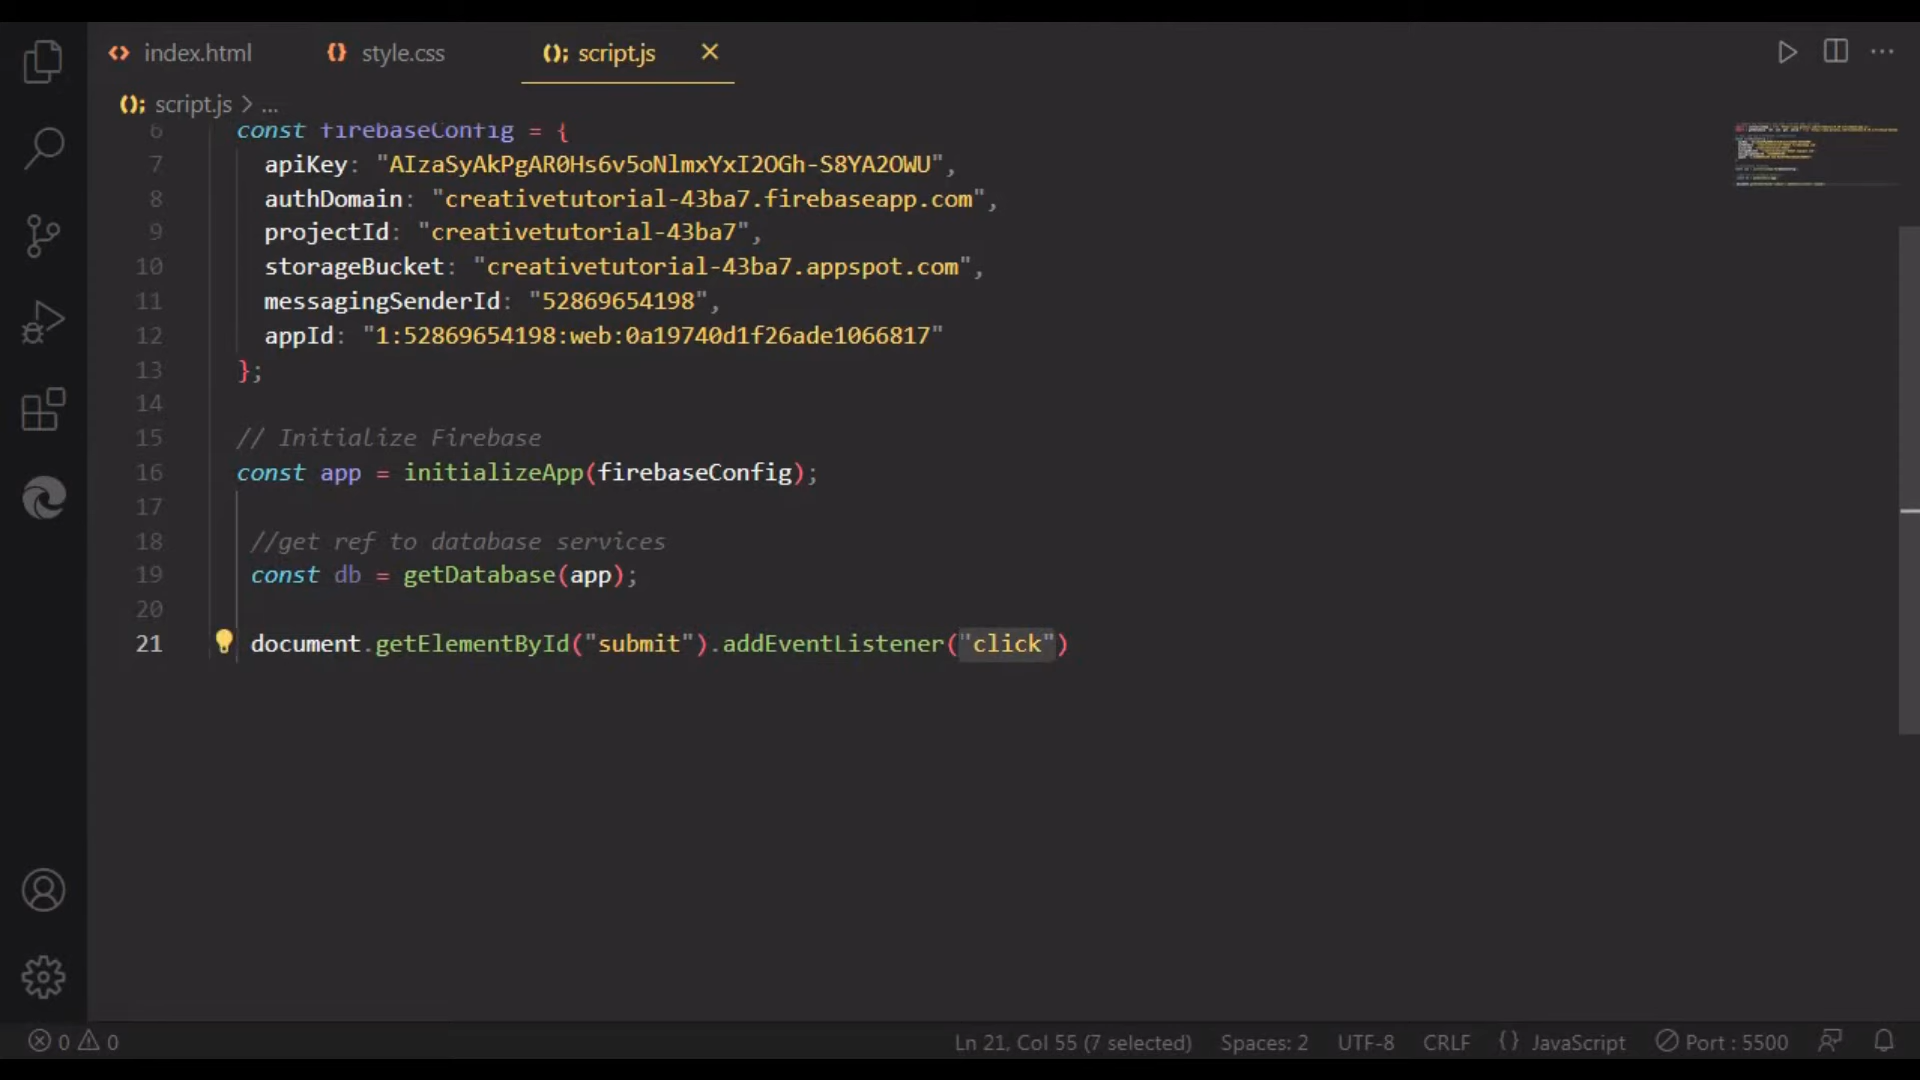 index.html style.css (); script.js
(); script.js > ...
6 const firebaseConfig = {
7 apiKey: "AIzaSyAkPgAR0Hs6v5oNlmxYxI2OGh-S8YA2OWU",
8 authDomain: "creativetutorial-43ba7.firebaseapp.com",
9 projectId: "creativetutorial-43ba7",
10 storageBucket: "creativetutorial-43ba7.appspot.com",
11 messagingSenderId: "52869654198",
12 appId: "1:52869654198:web:0a19740d1f26ade1066817"
13 };
14
15 // Initialize Firebase
16 const app = initializeApp(firebaseConfig);
17
18 //get ref to database services
19 const db = getDatabase(app);
20
21 document.getElementById("submit").addEventListener("click")
0 0 Ln 21, Col 55 (7 selected) Spaces: 2 UTF-8 CRLF {} JavaScript Port : 5500